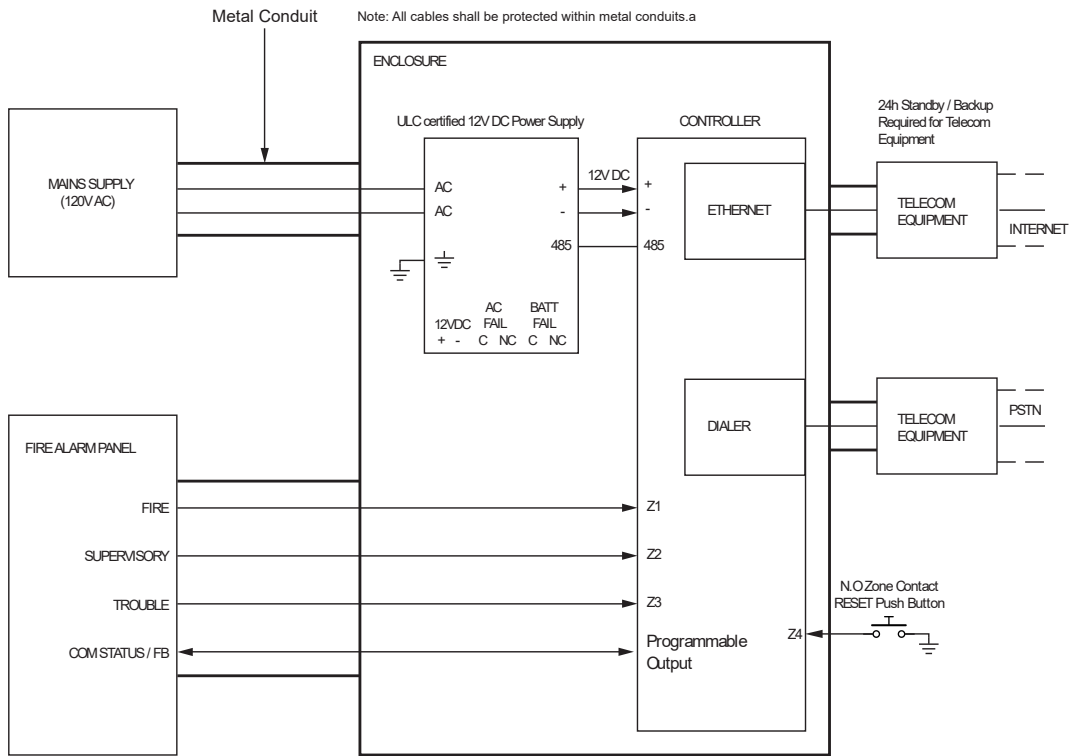 Metal Conduit
Note: All cables shall be protected within metal conduits.a
ENCLOSURE
MAINS SUPPLY
(120V AC)
ULC certified 12V DC Power Supply
AC
AC
+
-
485
12V DC
AC
FAIL
BATT
FAIL
12VDC
+ -
C NC
C NC
CONTROLLER
+
-
485
ETHERNET
DIALER
24h Standby / Backup
Required for Telecom
Equipment
TELECOM
EQUIPMENT
INTERNET
TELECOM
EQUIPMENT
PSTN
FIRE ALARM PANEL
FIRE
SUPERVISORY
TROUBLE
COM STATUS / FB
Z1
Z2
Z3
Programmable
Output
Z4
N.O Zone Contact
RESET Push Button